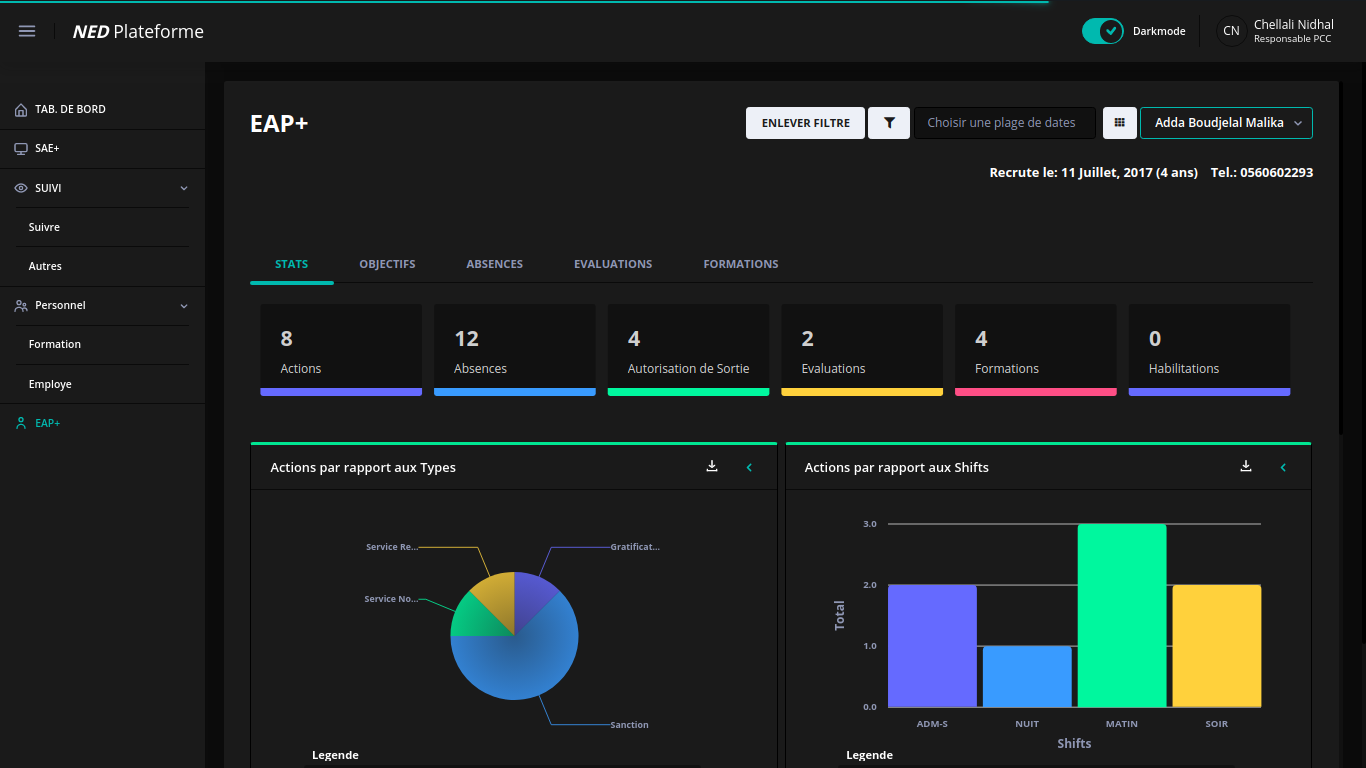 NED Plateforme
Darkmode
CN
Chellali Nidhal
Responsable PCC
TAB. DE BORD
SAE+
SUIVI
Suivre
Autres
Personnel
Formation
Employe
EAP+
EAP+
ENLEVER FILTRE
Choisir une plage de dates
Adda Boudjelal Malika
Recrute le: 11 Juillet, 2017 (4 ans) Tel.: 0560602293
STATS OBJECTIFS ABSENCES EVALUATIONS FORMATIONS
8
Actions
12
Absences
4
Autorisation de Sortie
2
Evaluations
4
Formations
0
Habilitations
Actions par rapport aux Types
Service Re...
Gratificat...
Service No...
Sanction
Legende
Actions par rapport aux Shifts
3.0
2.0
1.0
0.0
Total
ADM-S NUIT MATIN SOIR
Shifts
Legende